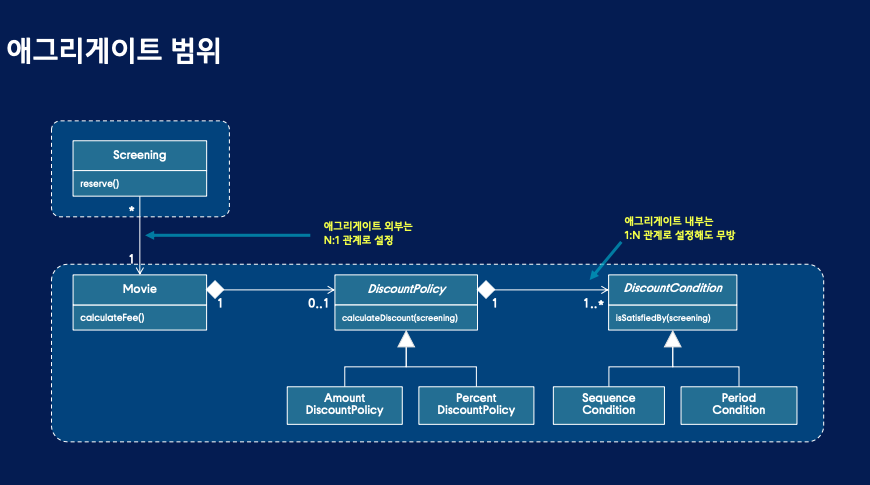 애그리게이트 범위
Screening
reserve()
*
애그리게이트 외부는
N:1 관계로 설정
애그리게이트 내부는
1:N 관계로 설정해도 무방
1
Movie
calculateFee()
1
0..1
DiscountPolicy
calculateDiscount(screening)
1
1..*
DiscountCondition
isSatisfiedBy(screening)
Amount
DiscountPolicy
Percent
DiscountPolicy
Sequence
Condition
Period
Condition